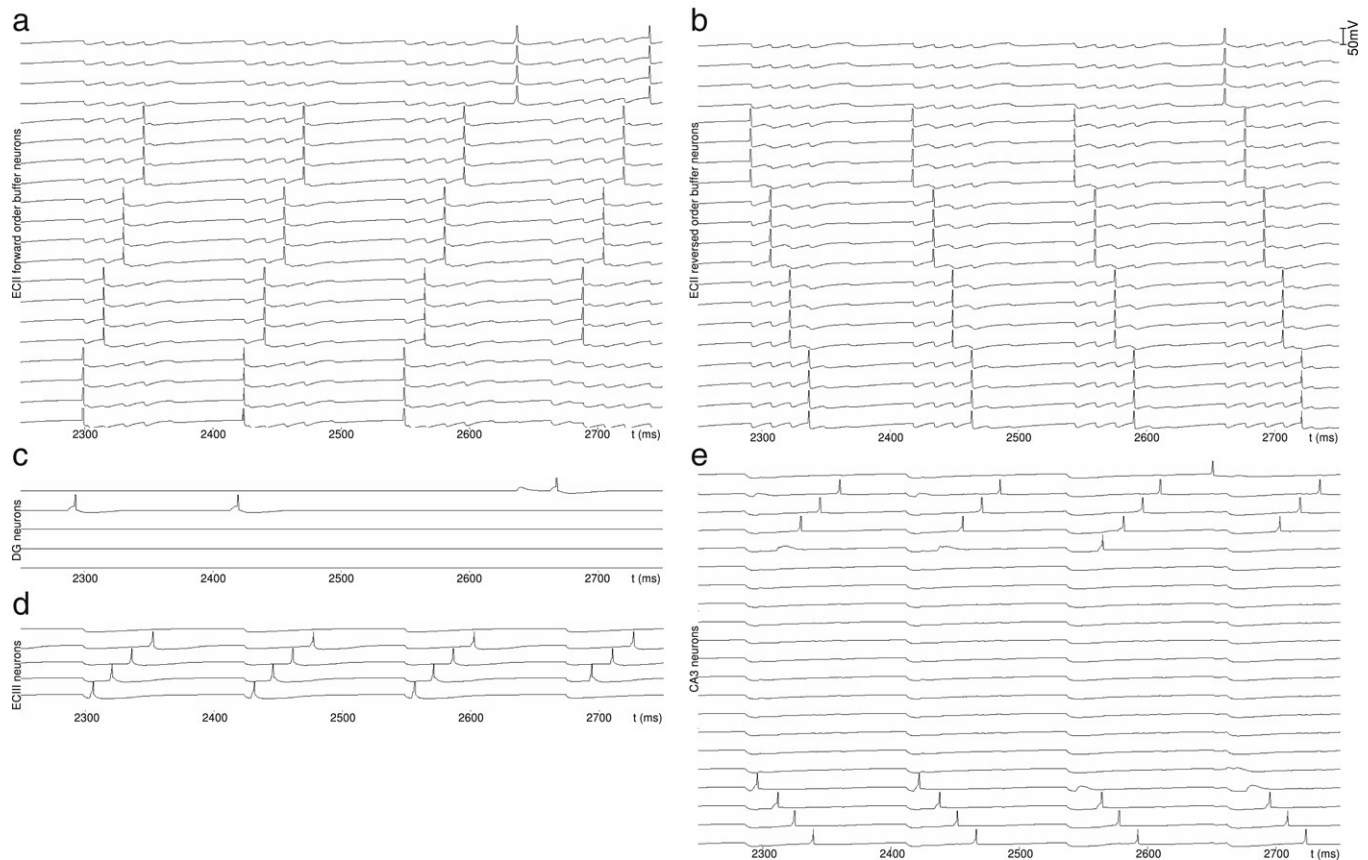 a
ECII forward order buffer neurons
2300 2400 2500 2600 2700 t (ms)
b
50mV
ECII reversed order buffer neurons
2300 2400 2500 2600 2700 t (ms)
c
DG neurons
2300 2400 2500 2600 2700 t (ms)
d
ECIII neurons
2300 2400 2500 2600 2700 t (ms)
e
CA3 neurons
2300 2400 2500 2600 2700 t (ms)